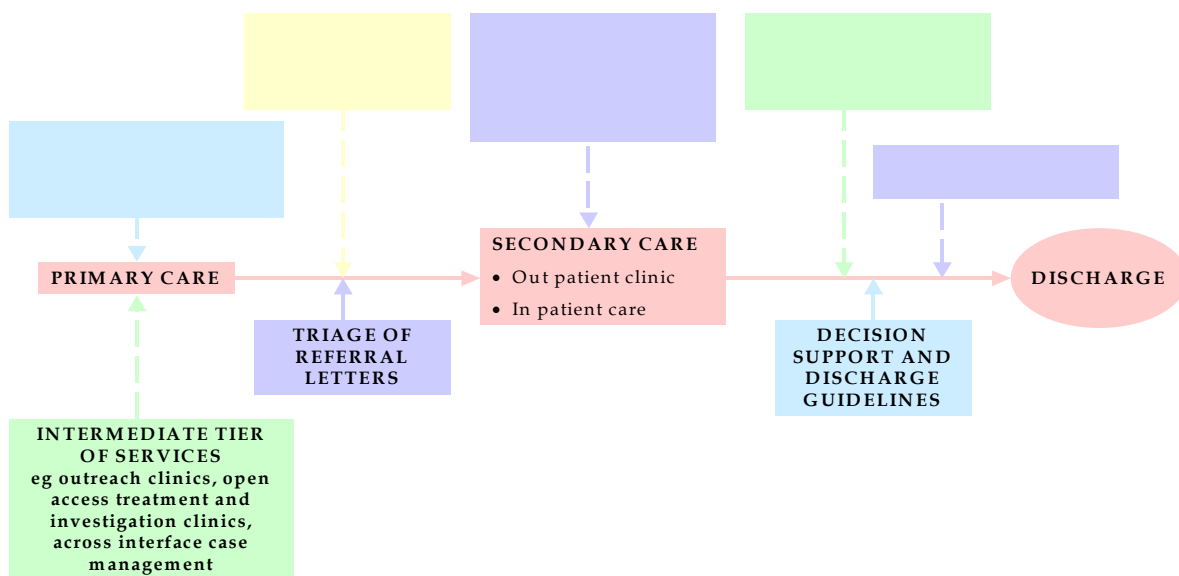 PRIMARY CARE
SECONDARY CARE
• Out patient clinic
• In patient care
DISCHARGE
TRIAGE OF
REFERRAL
LETTERS
DECISION
SUPPORT AND
DISCHARGE
GUIDELINES
INTERMEDIATE TIER
OF SERVICES
eg outreach clinics, open
access treatment and
investigation clinics,
across interface case
management